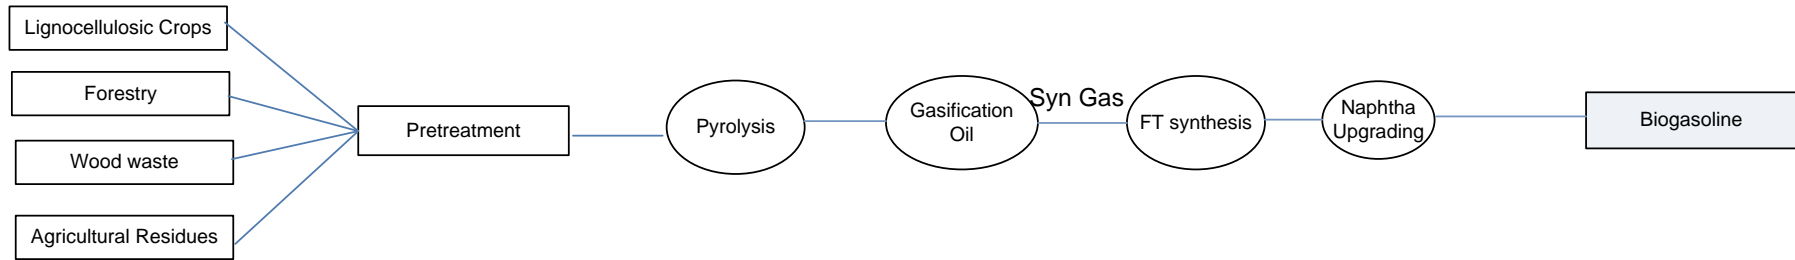 Lignocellulosic Crops
Forestry
Wood waste
Agricultural Residues
Pretreatment
Pyrolysis
Gasification
Oil
Syn Gas
FT synthesis
Naphtha
Upgrading
Biogasoline